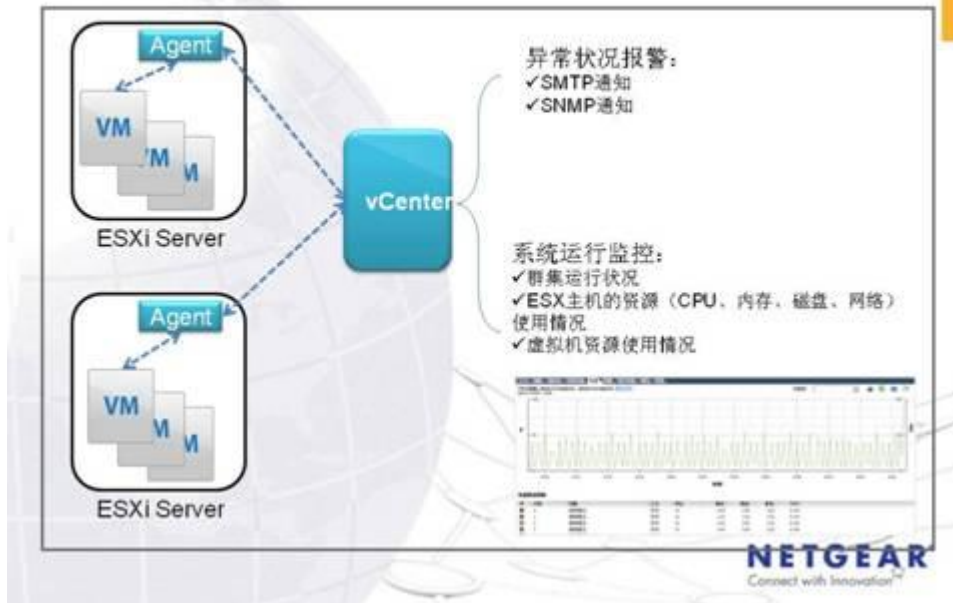 Agent
VM
VM
VM
ESXi Server
Agent
VM
VM
VM
ESXi Server
vCenter
异常状况报警：
✓SMTP通知
✓SNMP通知
系统运行监控：
✓群集运行状况
✓ESX主机的资源（CPU、内存、磁盘、网络）
使用情况
✓虚拟机资源使用情况
NETGEAR
Connect with Innovation™